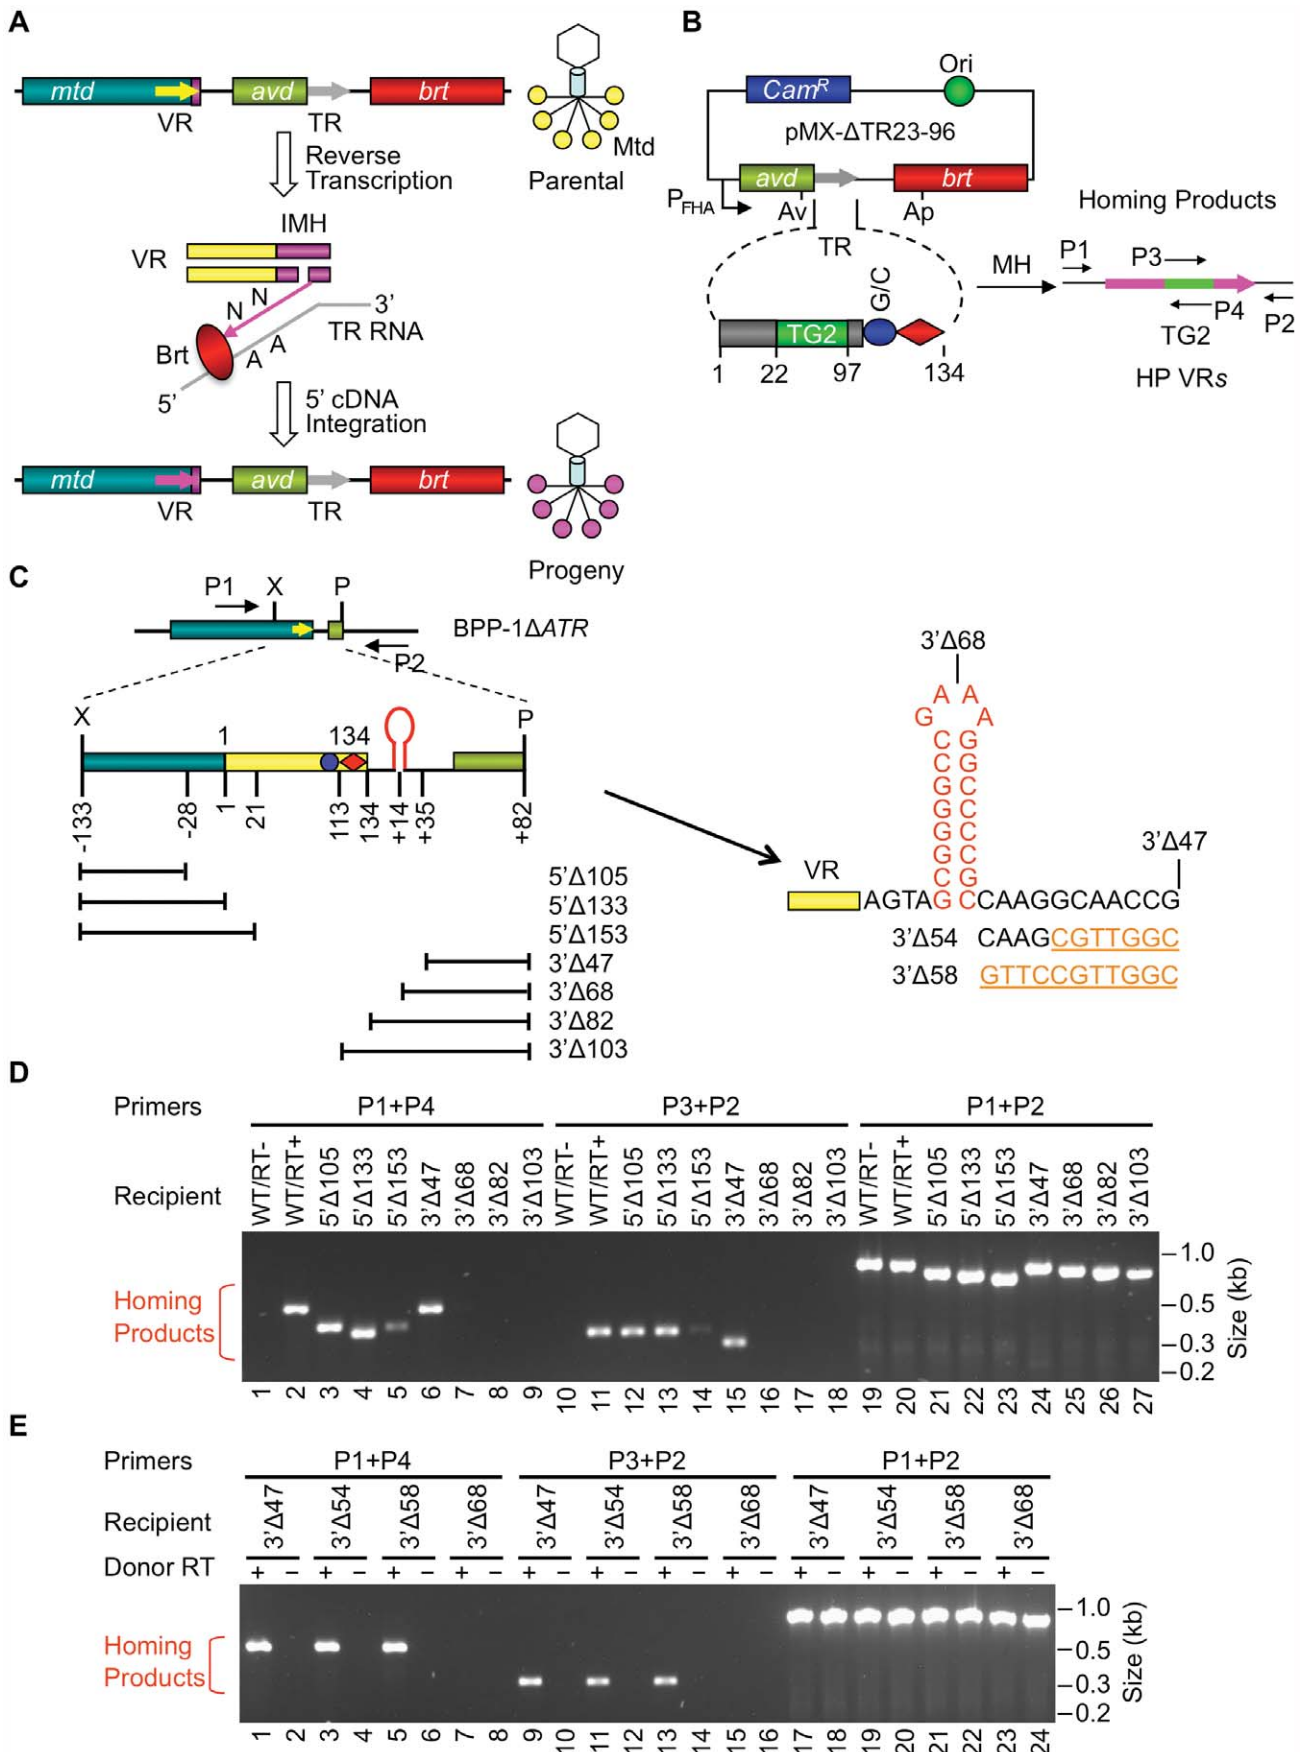 A
mtd
avd
brt
VR
TR
Mtd
Parental
Reverse
Transcription
IMH
VR
N N
3’
TR RNA
Brt
A A
5’
5’ cDNA
Integration
mtd
avd
brt
VR
TR
Progeny
B
Cam^R
Ori
pMX-ΔTR23-96
avd
brt
P_FHA
Av
Ap
TR
G/C
TG2
1 22 97 134
MH
Homing Products
P1
P3
P4
P2
TG2
HP VRs
C
P1 X P
BPP-1ΔATR
P2
X 1 134 P
-133 -28 1 21 113 134 +14 +35 +82
5’Δ105
5’Δ133
5’Δ153
3’Δ47
3’Δ68
3’Δ82
3’Δ103
3’Δ68
A A
G A
C G
C G
G C
G C
G C
G C
G C
C G
3’Δ47
VR
AGTAG CCAAGGCAACCG
3’Δ54 CAAGCGTTGGC
3’Δ58 GTTCCGTTGGC
D
Primers P1+P4 P3+P2 P1+P2
Recipient WT/RT- WT/RT+ 5’Δ105 5’Δ133 5’Δ153 3’Δ47 3’Δ68 3’Δ82 3’Δ103 WT/RT- WT/RT+ 5’Δ105 5’Δ133 5’Δ153 3’Δ47 3’Δ68 3’Δ82 3’Δ103 WT/RT- WT/RT+ 5’Δ105 5’Δ133 5’Δ153 3’Δ47 3’Δ68 3’Δ82 3’Δ103
Homing
Products
–1.0
–0.5
–0.3
–0.2
Size (kb)
1 2 3 4 5 6 7 8 9 10 11 12 13 14 15 16 17 18 19 20 21 22 23 24 25 26 27
E
Primers P1+P4 P3+P2 P1+P2
Recipient 3’Δ47 3’Δ54 3’Δ58 3’Δ68 3’Δ47 3’Δ54 3’Δ58 3’Δ68 3’Δ47 3’Δ54 3’Δ58 3’Δ68
Donor RT + – + – + – + – + – + – + – + – + – + – + – + –
Homing
Products
–1.0
–0.5
–0.3
–0.2
Size (kb)
1 2 3 4 5 6 7 8 9 10 11 12 13 14 15 16 17 18 19 20 21 22 23 24